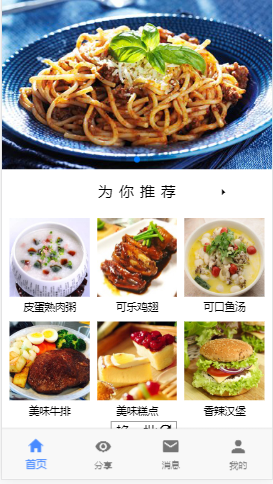 为你推荐
皮蛋熟肉粥 可乐鸡翅 可口鱼汤
美味牛排 美味糕点 香辣汉堡
首页 分享 消息 我的